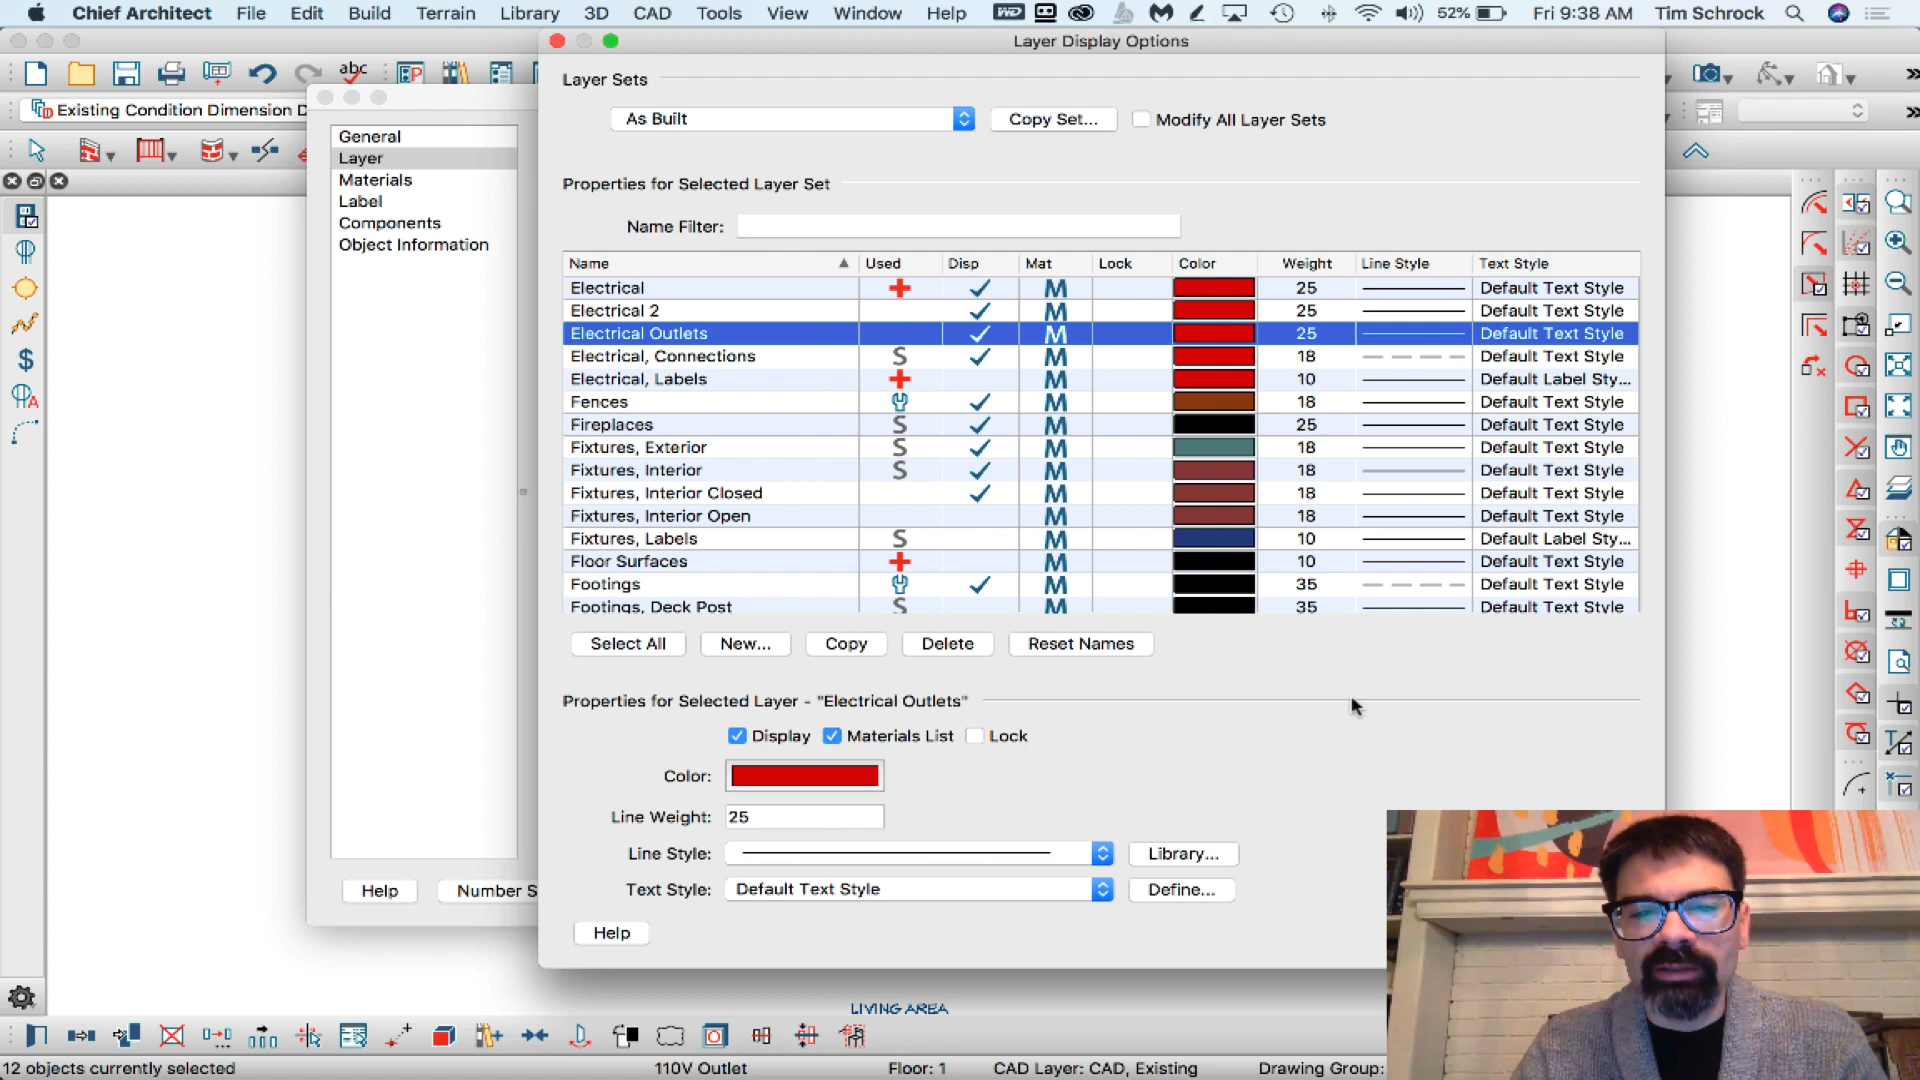 Chief Architect File Edit Build Terrain Library 3D CAD Tools View Window Help 52% Fri 9:38 AM Tim Schrock
Layer Display Options
abc
Layer Sets
Existing Condition Dimension D
As Built Copy Set... Modify All Layer Sets
General
Layer
Materials
Label
Components
Object Information
Properties for Selected Layer Set
Name Filter:
Name Used Disp Mat Lock Color Weight Line Style Text Style
Electrical M 25 Default Text Style
Electrical 2 M 25 Default Text Style
Electrical Outlets M 25 Default Text Style
Electrical, Connections S M 18 Default Text Style
Electrical, Labels M 10 Default Label Sty...
Fences M 18 Default Text Style
Fireplaces S M 25 Default Text Style
Fixtures, Exterior S M 18 Default Text Style
Fixtures, Interior S M 18 Default Text Style
Fixtures, Interior Closed M 18 Default Text Style
Fixtures, Interior Open M 18 Default Text Style
Fixtures, Labels S M 10 Default Label Sty...
Floor Surfaces M 10 Default Text Style
Footings M 35 Default Text Style
Footings, Deck Post S M 35 Default Text Style
Select All New... Copy Delete Reset Names
Properties for Selected Layer - "Electrical Outlets"
Display Materials List Lock
Color:
Line Weight: 25
Line Style: Library...
Text Style: Default Text Style Define...
Help Number S
Help
LIVING AREA
12 objects currently selected 110V Outlet Floor: 1 CAD Layer: CAD, Existing Drawing Group: